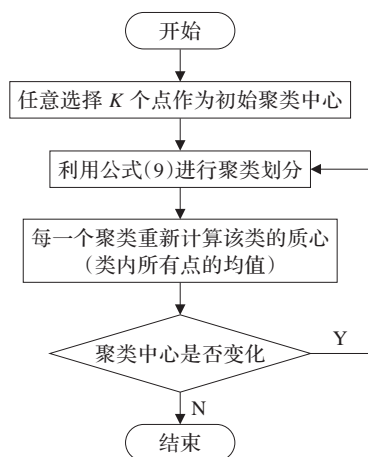 开始
任意选择 K 个点作为初始聚类中心
利用公式(9)进行聚类划分
每一个聚类重新计算该类的质心
(类内所有点的均值)
聚类中心是否变化
Y
N
结束